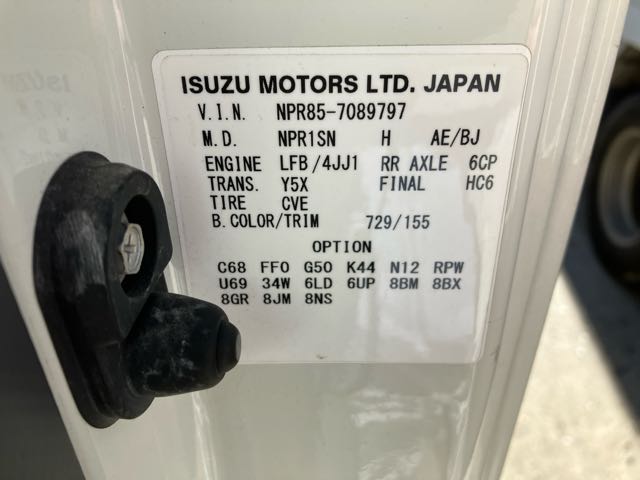 ISUZU MOTORS LTD. JAPAN
V.I.N. NPR85-7089797
M.D. NPR1SN H AE/BJ
ENGINE LFB/4JJ1 RR AXLE 6CP
TRANS. Y5X FINAL HC6
TIRE CVE
B.COLOR/TRIM 729/155
OPTION
C68 FF0 G50 K44 N12 RPW
U69 34W 6LD 6UP 8BM 8BX
8GR 8JM 8NS